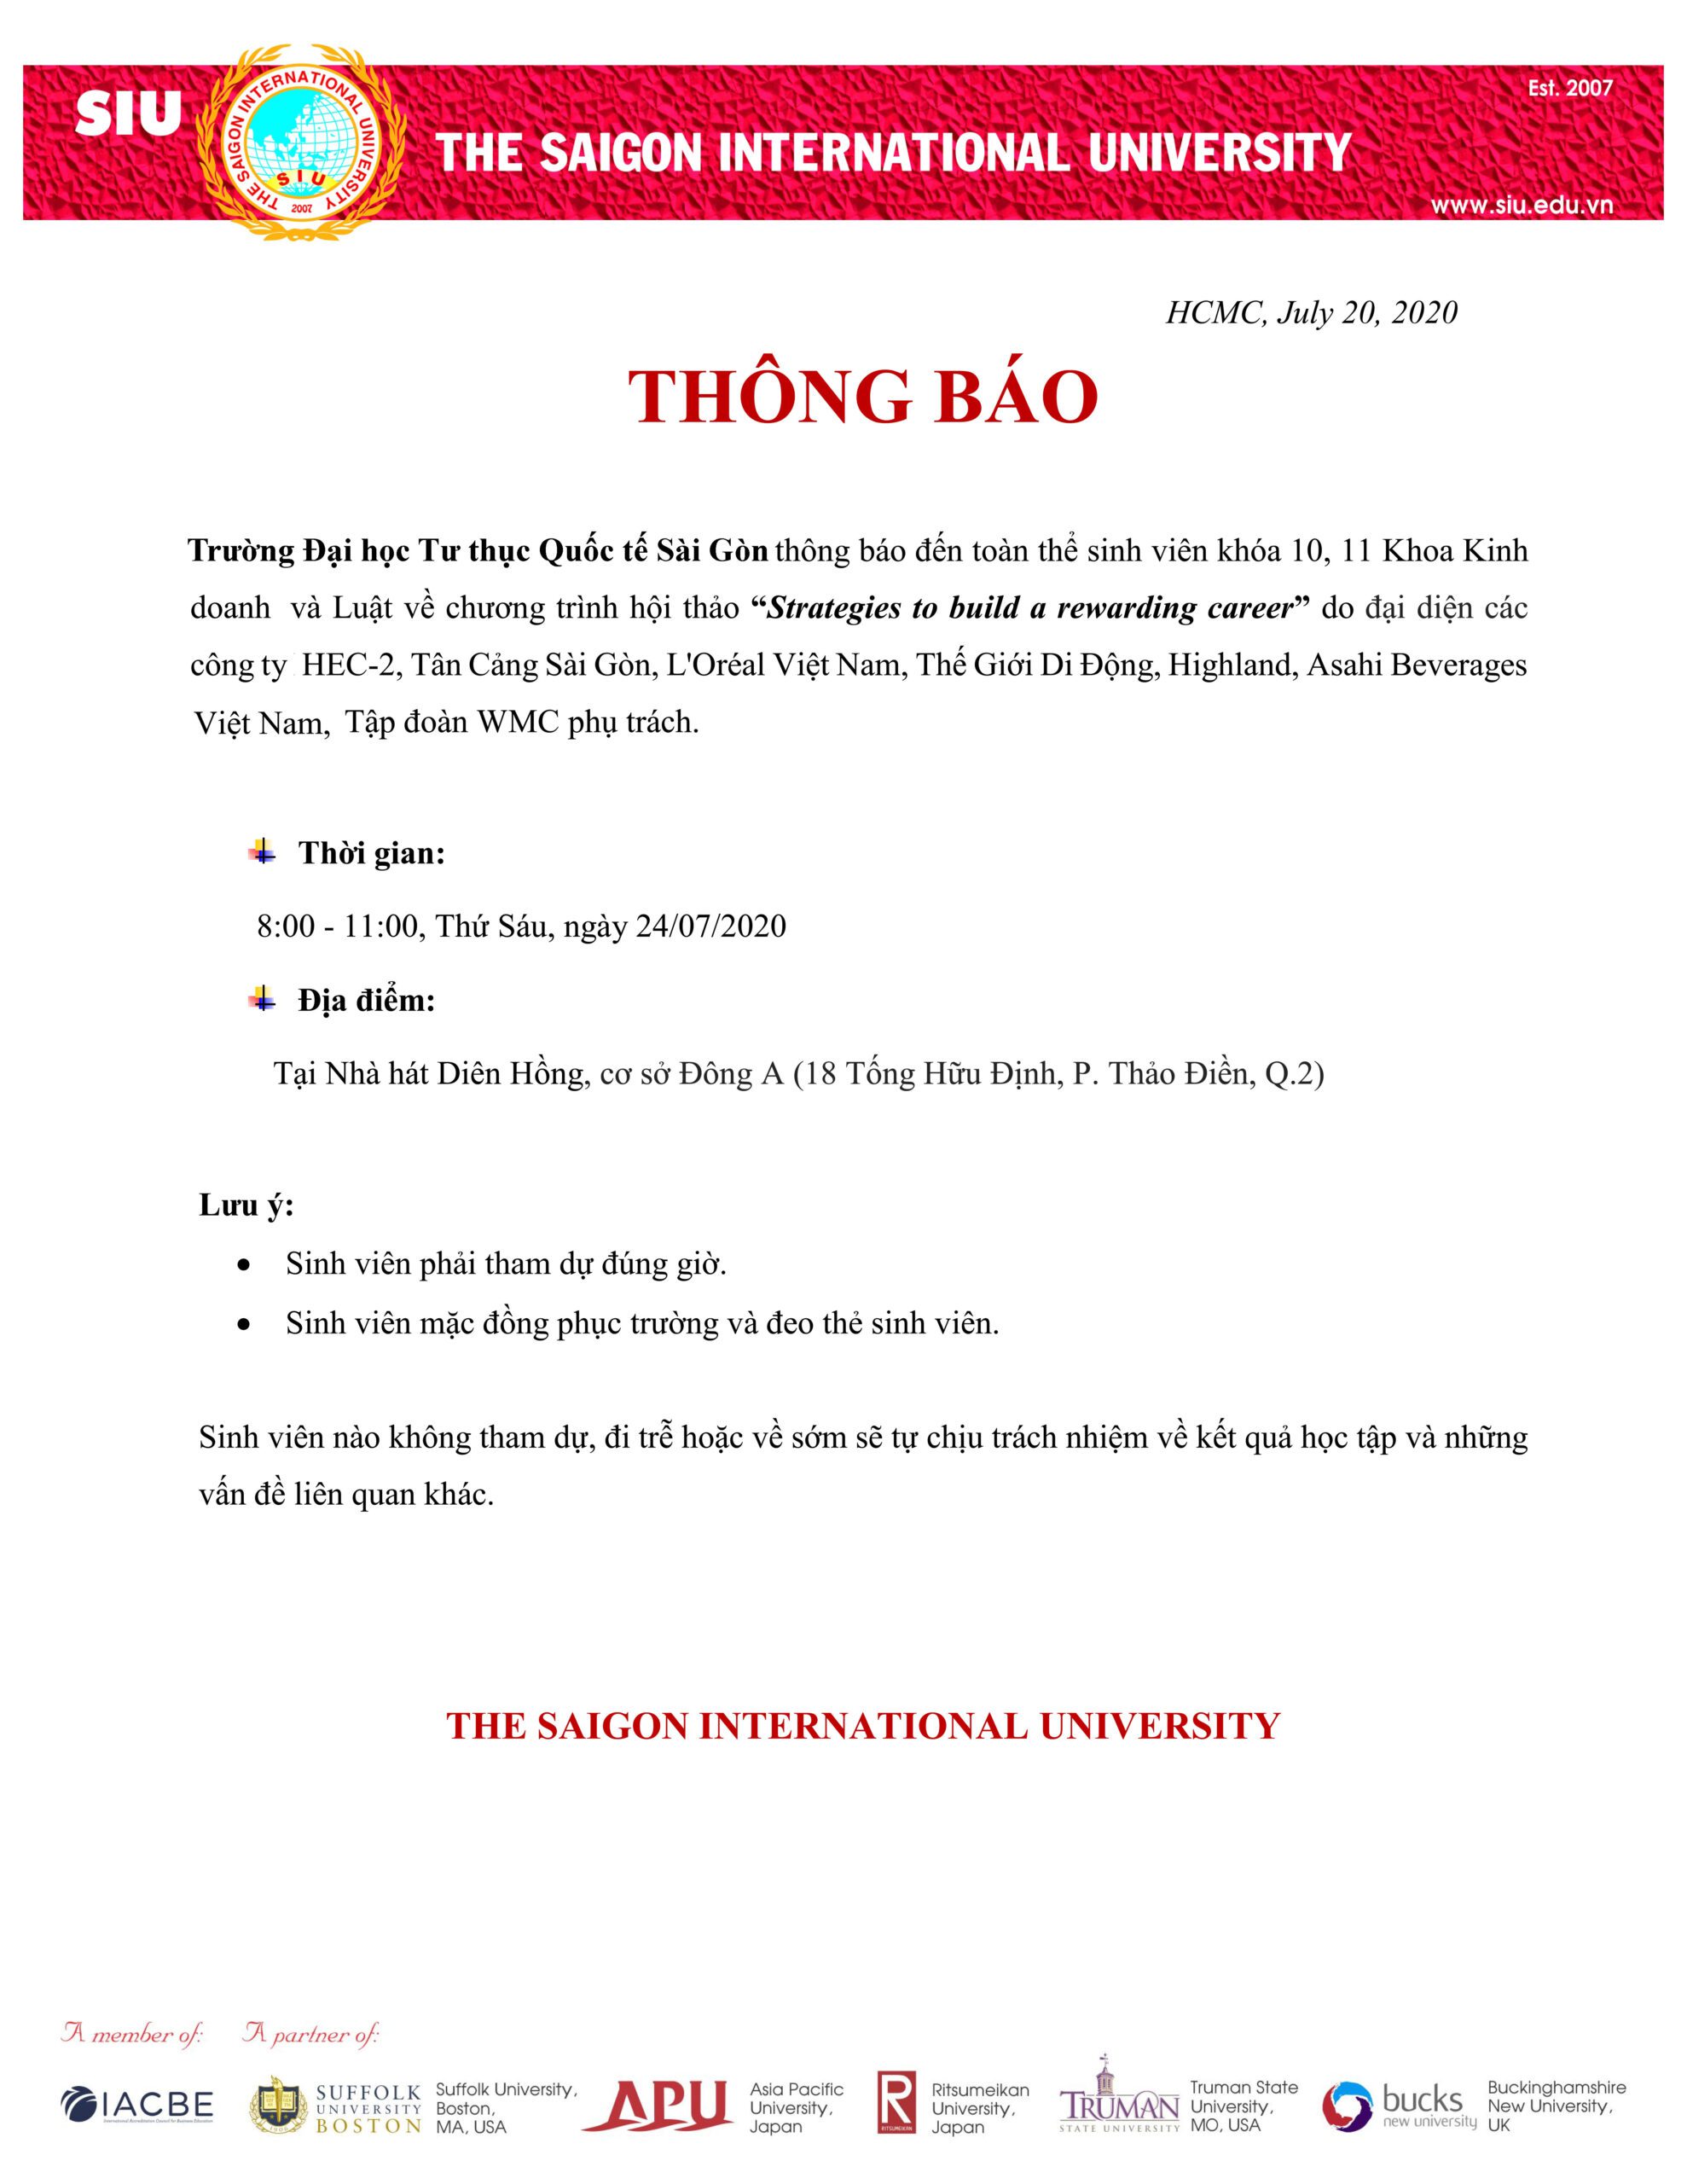 Est. 2007
SIU
THE SAIGON INTERNATIONAL UNIVERSITY
SIU
2007
THE SAIGON INTERNATIONAL UNIVERSITY
www.siu.edu.vn
HCMC, July 20, 2020
THÔNG BÁO
Trường Đại học Tư thục Quốc tế Sài Gòn thông báo đến toàn thể sinh viên khóa 10, 11 Khoa Kinh
doanh và Luật về chương trình hội thảo “Strategies to build a rewarding career” do đại diện các
công ty HEC-2, Tân Cảng Sài Gòn, L'Oréal Việt Nam, Thế Giới Di Động, Highland, Asahi Beverages
Việt Nam, Tập đoàn WMC phụ trách.
Thời gian:
8:00 - 11:00, Thứ Sáu, ngày 24/07/2020
Địa điểm:
Tại Nhà hát Diên Hồng, cơ sở Đông A (18 Tống Hữu Định, P. Thảo Điền, Q.2)
Lưu ý:
• Sinh viên phải tham dự đúng giờ.
• Sinh viên mặc đồng phục trường và đeo thẻ sinh viên.
Sinh viên nào không tham dự, đi trễ hoặc về sớm sẽ tự chịu trách nhiệm về kết quả học tập và những
vấn đề liên quan khác.
THE SAIGON INTERNATIONAL UNIVERSITY
A member of: A partner of:
IACBE
International Accreditation Council for Business Education
SUFFOLK
UNIVERSITY
BOSTON
Suffolk University,
Boston,
MA, USA
APU
Asia Pacific
University,
Japan
R
RITSUMEIKAN
Ritsumeikan
University,
Japan
TRUMAN
STATE UNIVERSITY
Truman State
University,
MO, USA
bucks
new university
Buckinghamshire
New University,
UK